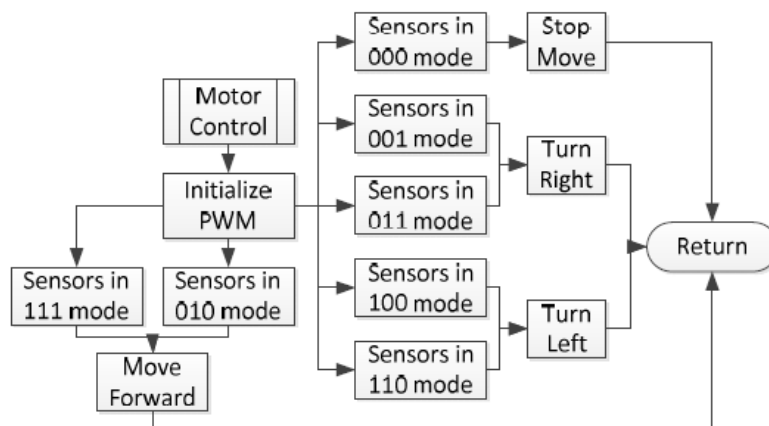 Motor
Control
Initialize
PWM
Sensors in
111 mode
Sensors in
010 mode
Move
Forward
Sensors in
000 mode
Stop
Move
Sensors in
001 mode
Sensors in
011 mode
Turn
Right
Sensors in
100 mode
Sensors in
110 mode
Turn
Left
Return